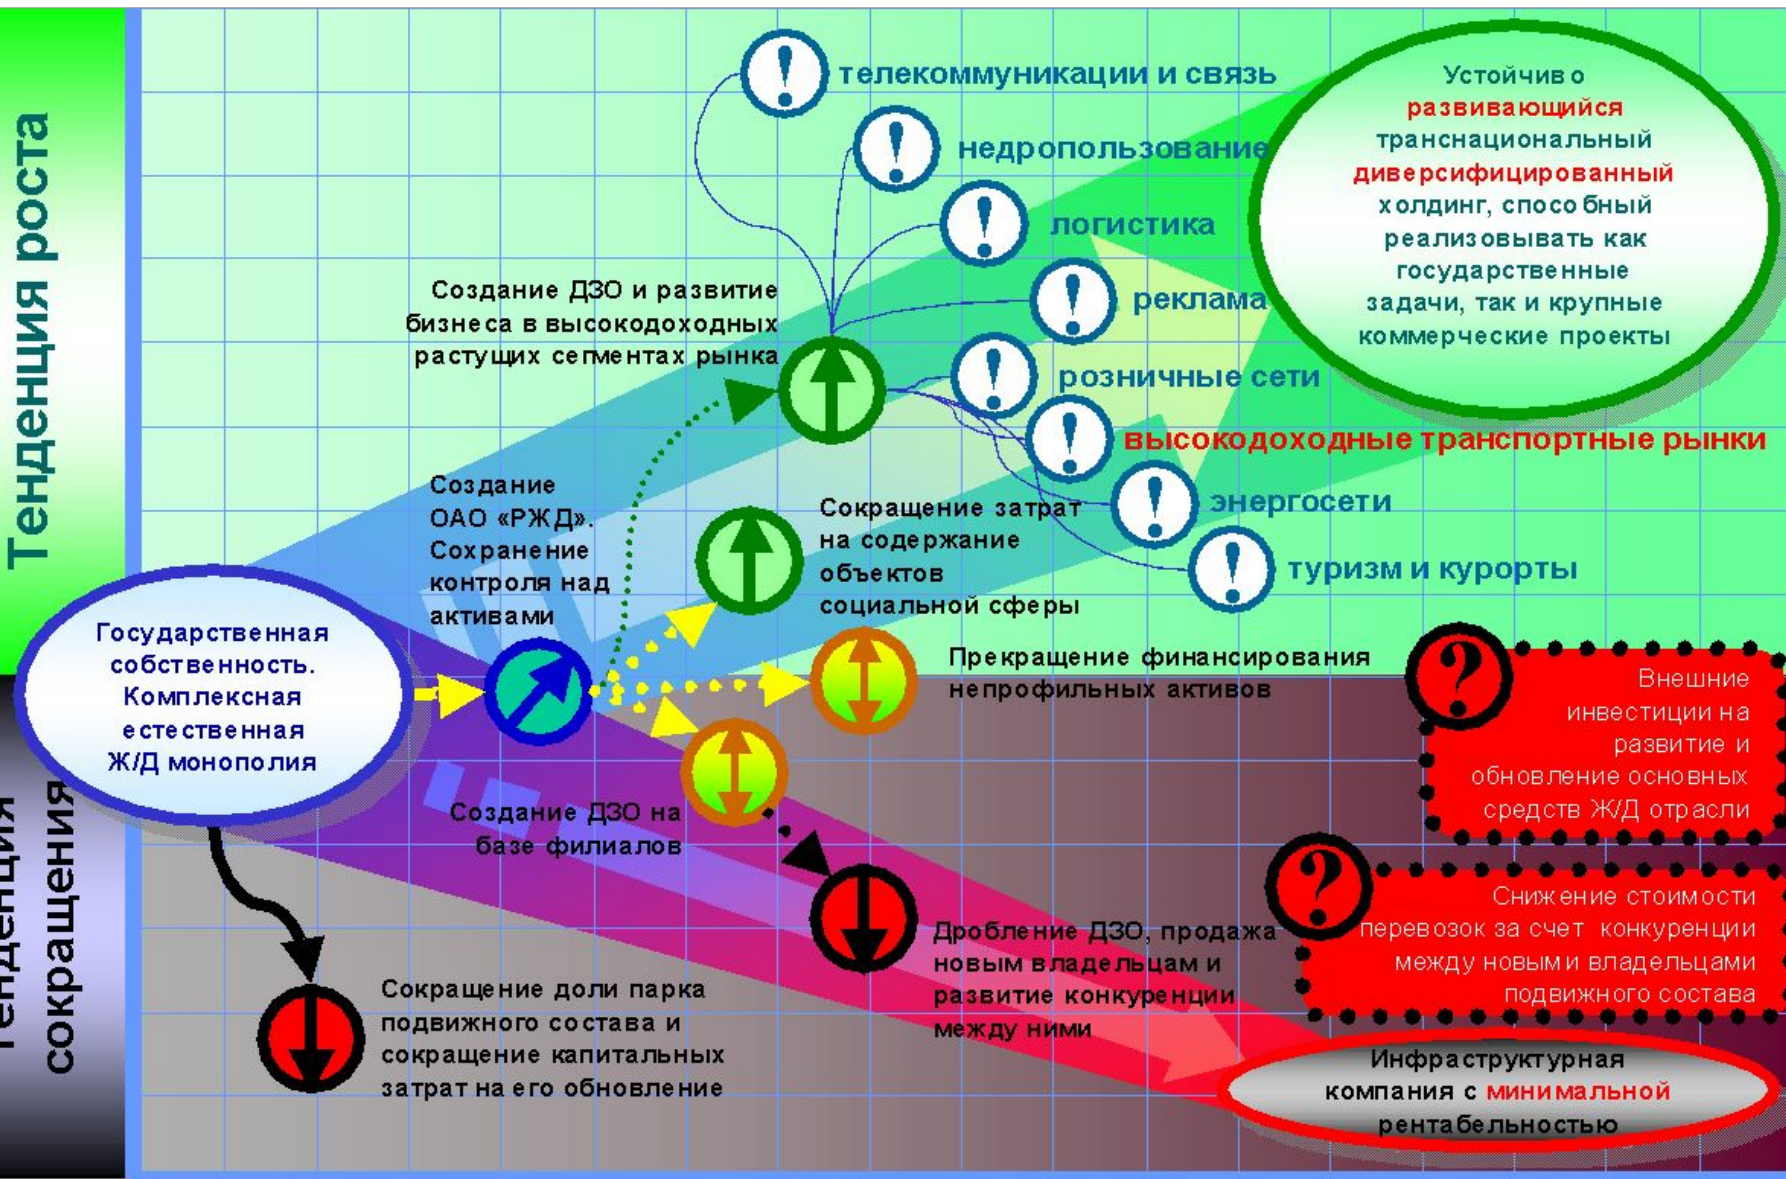 Тенденция роста
Тенденция
сокращения
телекоммуникации и связь
недропользование
логистика
реклама
розничные сети
высокодоходные транспортные рынки
энергосети
туризм и курорты
Устойчиво
развивающийся
транснациональный
диверсифицированный
холдинг, способный
реализовывать как
государственные
задачи, так и крупные
коммерческие проекты
Создание ДЗО и развитие
бизнеса в высокодоходных
растущих сегментах рынка
Создание
ОАО «РЖД».
Сохранение
контроля над
активами
Сокращение затрат
на содержание
объектов
социальной сферы
Государственная
собственность.
Комплексная
естественная
Ж/Д монополия
Прекращение финансирования
непрофильных активов
Создание ДЗО на
базе филиалов
Внешние
инвестиции на
развитие и
обновление основных
средств Ж/Д отрасли
Снижение стоимости
перевозок за счет конкуренции
между новыми владельцами
подвижного состава
Дробление ДЗО, продажа
новым владельцам и
развитие конкуренции
между ними
Сокращение доли парка
подвижного состава и
сокращение капитальных
затрат на его обновление
Инфраструктурная
компания с минимальной
рентабельностью